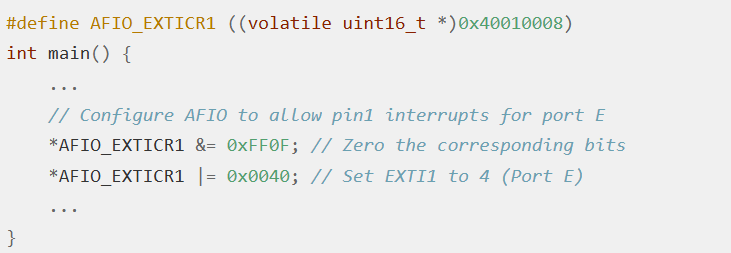 #define AFIO_EXTICR1 ((volatile uint16_t *)0x40010008)
int main() {
...
// Configure AFIO to allow pin1 interrupts for port E
*AFIO_EXTICR1 &= 0xFF0F; // Zero the corresponding bits
*AFIO_EXTICR1 |= 0x0040; // Set EXTI1 to 4 (Port E)
...
}